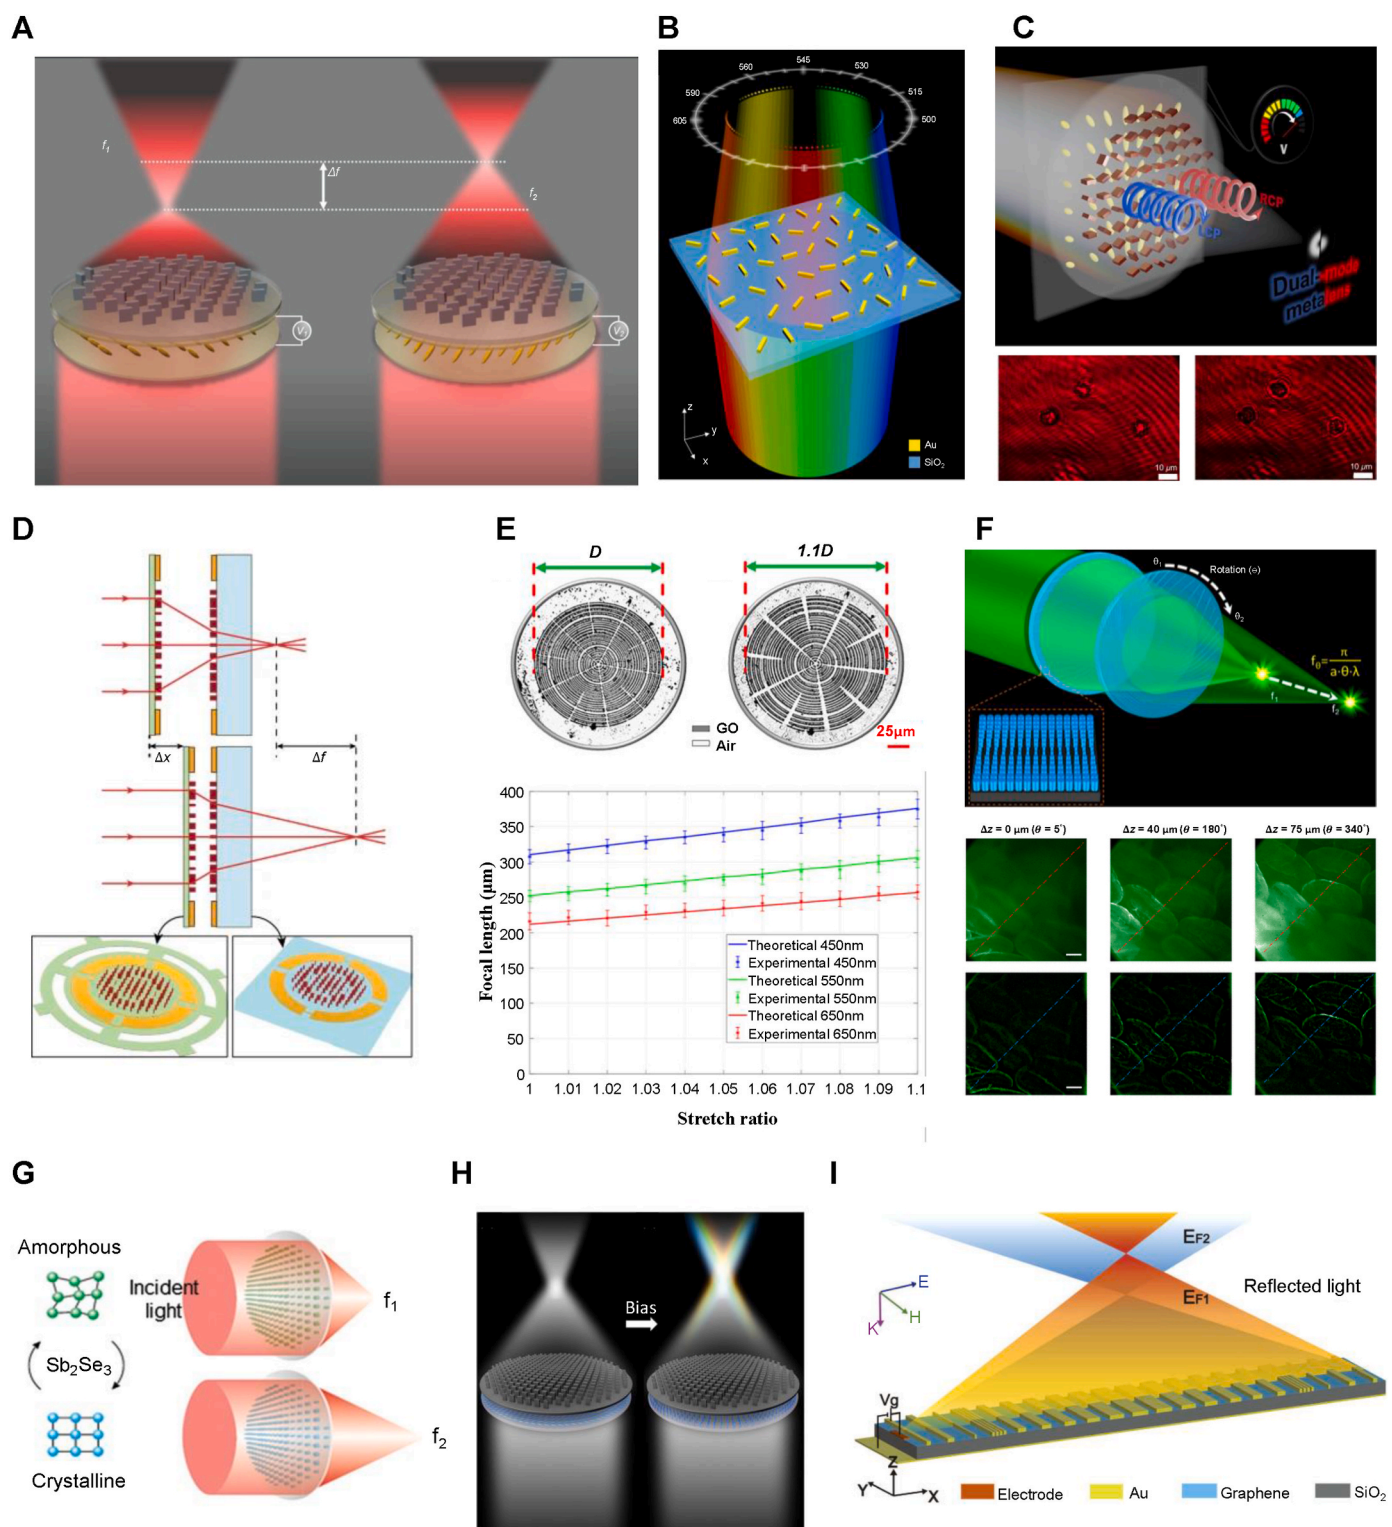 A
f₁
Δf
f₂
V₁
V₂
B
545
560
530
590
515
605
500
z
y
x
Au
SiO₂
C
V
RCP
LCP
Dual-mode
metalens
10 μm
10 μm
D
Δx
Δf
E
D
1.1D
GO
Air
25μm
400
350
300
250
200
150
100
50
0
Focal length (μm)
Theoretical 450nm
Experimental 450nm
Theoretical 550nm
Experimental 550nm
Theoretical 650nm
Experimental 650nm
1 1.01 1.02 1.03 1.04 1.05 1.06 1.07 1.08 1.09 1.1
Stretch ratio
F
θ₁
Rotation (θ)
θ₂
fθ=π/a·θ·λ
f₁
f₂
Δz = 0 μm (θ = 5°)
Δz = 40 μm (θ = 180°)
Δz = 75 μm (θ = 340°)
G
Amorphous
Incident
light
f₁
Sb₂Se₃
f₂
Crystalline
H
Bias
I
EF2
EF1
Reflected light
E
H
K
Vg
Z
Y
X
Electrode
Au
Graphene
SiO₂